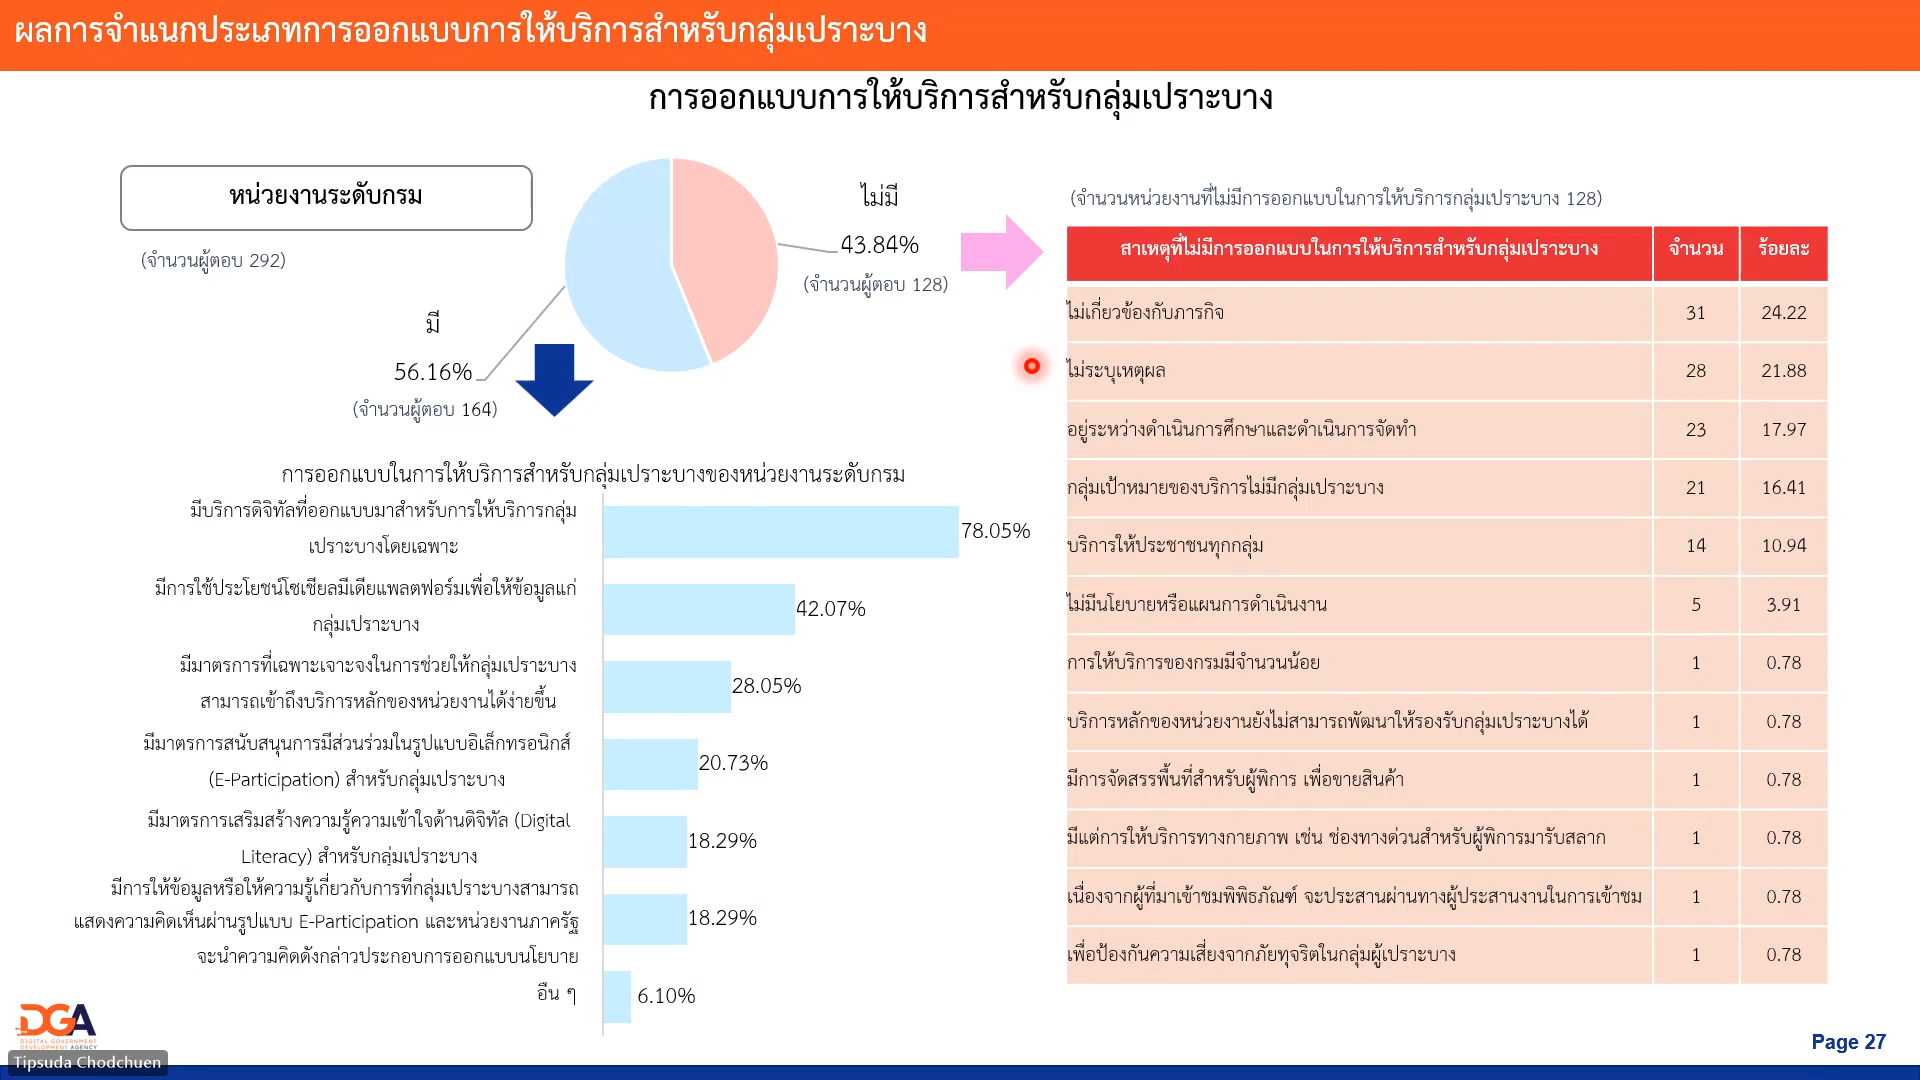 ผลการจำแนกประเภทการออกแบบการให้บริการสำหรับกลุ่มเปราะบาง
การออกแบบการให้บริการสำหรับกลุ่มเปราะบาง
หน่วยงานระดับกรม
(จำนวนผู้ตอบ 292)
ไม่มี
43.84%
(จำนวนผู้ตอบ 128)
มี
56.16%
(จำนวนผู้ตอบ 164)
การออกแบบในการให้บริการสำหรับกลุ่มเปราะบางของหน่วยงานระดับกรม
มีบริการดิจิทัลที่ออกแบบมาสำหรับการให้บริการกลุ่ม
เปราะบางโดยเฉพาะ
78.05%
มีการใช้ประโยชน์โซเชียลมีเดียแพลตฟอร์มเพื่อให้ข้อมูลแก่
กลุ่มเปราะบาง
42.07%
มีมาตรการที่เฉพาะเจาะจงในการช่วยให้กลุ่มเปราะบาง
สามารถเข้าถึงบริการหลักของหน่วยงานได้ง่ายขึ้น
28.05%
มีมาตรการสนับสนุนการมีส่วนร่วมในรูปแบบอิเล็กทรอนิกส์
(E-Participation) สำหรับกลุ่มเปราะบาง
20.73%
มีมาตรการเสริมสร้างความรู้ความเข้าใจด้านดิจิทัล (Digital
Literacy) สำหรับกลุ่มเปราะบาง
18.29%
มีการให้ข้อมูลหรือให้ความรู้เกี่ยวกับการที่กลุ่มเปราะบางสามารถ
แสดงความคิดเห็นผ่านรูปแบบ E-Participation และหน่วยงานภาครัฐ
จะนำความคิดดังกล่าวประกอบการออกแบบนโยบาย
18.29%
อื่น ๆ
6.10%
(จำนวนหน่วยงานที่ไม่มีการออกแบบในการให้บริการกลุ่มเปราะบาง 128)
สาเหตุที่ไม่มีการออกแบบในการให้บริการสำหรับกลุ่มเปราะบาง จำนวน ร้อยละ
ไม่เกี่ยวข้องกับภารกิจ 31 24.22
ไม่ระบุเหตุผล 28 21.88
อยู่ระหว่างดำเนินการศึกษาและดำเนินการจัดทำ 23 17.97
กลุ่มเป้าหมายของบริการไม่มีกลุ่มเปราะบาง 21 16.41
บริการให้ประชาชนทุกกลุ่ม 14 10.94
ไม่มีนโยบายหรือแผนการดำเนินงาน 5 3.91
การให้บริการของกรมมีจำนวนน้อย 1 0.78
บริการหลักของหน่วยงานยังไม่สามารถพัฒนาให้รองรับกลุ่มเปราะบางได้ 1 0.78
มีการจัดสรรพื้นที่สำหรับผู้พิการ เพื่อขายสินค้า 1 0.78
มีแต่การให้บริการทางกายภาพ เช่น ช่องทางด่วนสำหรับผู้พิการมารับสลาก 1 0.78
เนื่องจากผู้ที่มาเข้าชมพิพิธภัณฑ์ จะประสานผ่านทางผู้ประสานงานในการเข้าชม 1 0.78
เพื่อป้องกันความเสี่ยงจากภัยทุจริตในกลุ่มผู้เปราะบาง 1 0.78
DGA
DIGITAL GOVERNMENT
DEVELOPMENT AGENCY
Tipsuda Chodchuen
Page 27